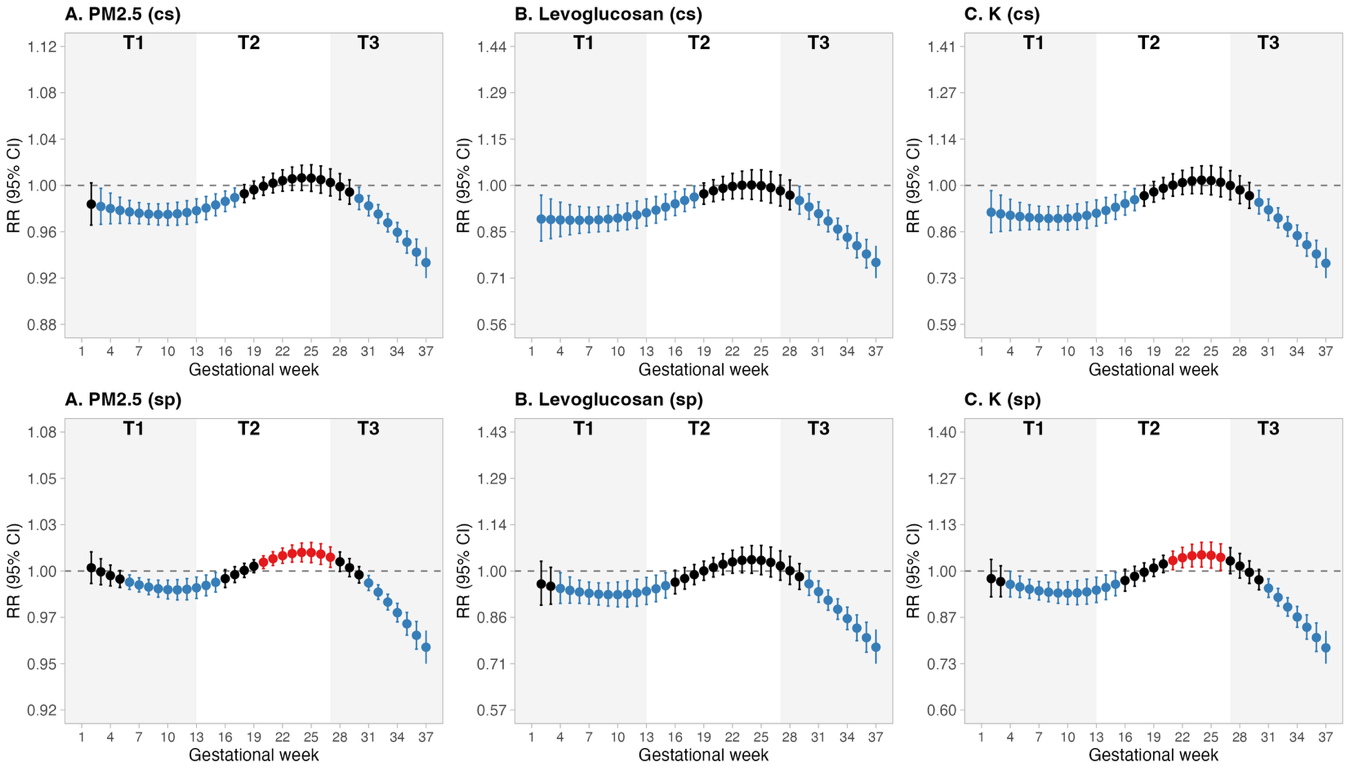 A. PM2.5 (cs)
T1 T2 T3
RR (95% CI)
1.12
1.08
1.04
1.00
0.96
0.92
0.88
1 4 7 10 13 16 19 22 25 28 31 34 37
Gestational week
B. Levoglucosan (cs)
T1 T2 T3
RR (95% CI)
1.44
1.29
1.15
1.00
0.85
0.71
0.56
1 4 7 10 13 16 19 22 25 28 31 34 37
Gestational week
C. K (cs)
T1 T2 T3
RR (95% CI)
1.41
1.27
1.14
1.00
0.86
0.73
0.59
1 4 7 10 13 16 19 22 25 28 31 34 37
Gestational week
A. PM2.5 (sp)
T1 T2 T3
RR (95% CI)
1.08
1.05
1.03
1.00
0.97
0.95
0.92
1 4 7 10 13 16 19 22 25 28 31 34 37
Gestational week
B. Levoglucosan (sp)
T1 T2 T3
RR (95% CI)
1.43
1.29
1.14
1.00
0.86
0.71
0.57
1 4 7 10 13 16 19 22 25 28 31 34 37
Gestational week
C. K (sp)
T1 T2 T3
RR (95% CI)
1.40
1.27
1.13
1.00
0.87
0.73
0.60
1 4 7 10 13 16 19 22 25 28 31 34 37
Gestational week